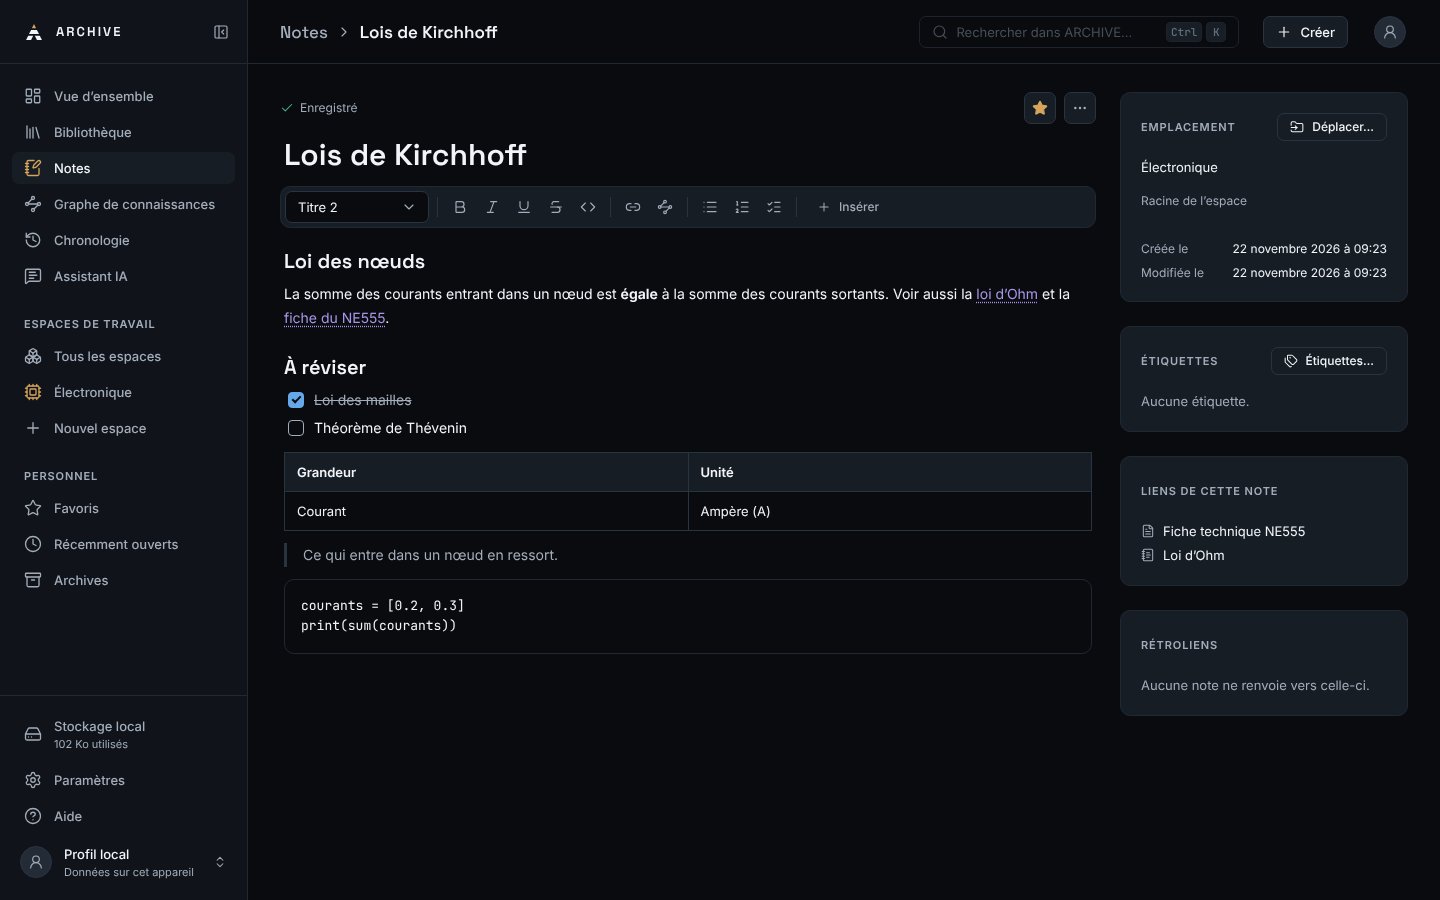 ARCHIVE
Notes > Lois de Kirchhoff
Rechercher dans ARCHIVE...
Ctrl K
Créer
Vue d’ensemble
Bibliothèque
Notes
Graphe de connaissances
Chronologie
Assistant IA
ESPACES DE TRAVAIL
Tous les espaces
Électronique
Nouvel espace
PERSONNEL
Favoris
Récemment ouverts
Archives
Stockage local
102 Ko utilisés
Paramètres
Aide
Profil local
Données sur cet appareil
Enregistré
Lois de Kirchhoff
Titre 2
Insérer
Loi des nœuds
La somme des courants entrant dans un nœud est égale à la somme des courants sortants. Voir aussi la loi d’Ohm et la
fiche du NE555.
À réviser
Loi des mailles
Théorème de Thévenin
Grandeur Unité
Courant Ampère (A)
Ce qui entre dans un nœud en ressort.
courants = [0.2, 0.3]
print(sum(courants))
EMPLACEMENT
Déplacer...
Électronique
Racine de l’espace
Créée le 22 novembre 2026 à 09:23
Modifiée le 22 novembre 2026 à 09:23
ÉTIQUETTES
Étiquettes...
Aucune étiquette.
LIENS DE CETTE NOTE
Fiche technique NE555
Loi d’Ohm
RÉTROLIENS
Aucune note ne renvoie vers celle-ci.